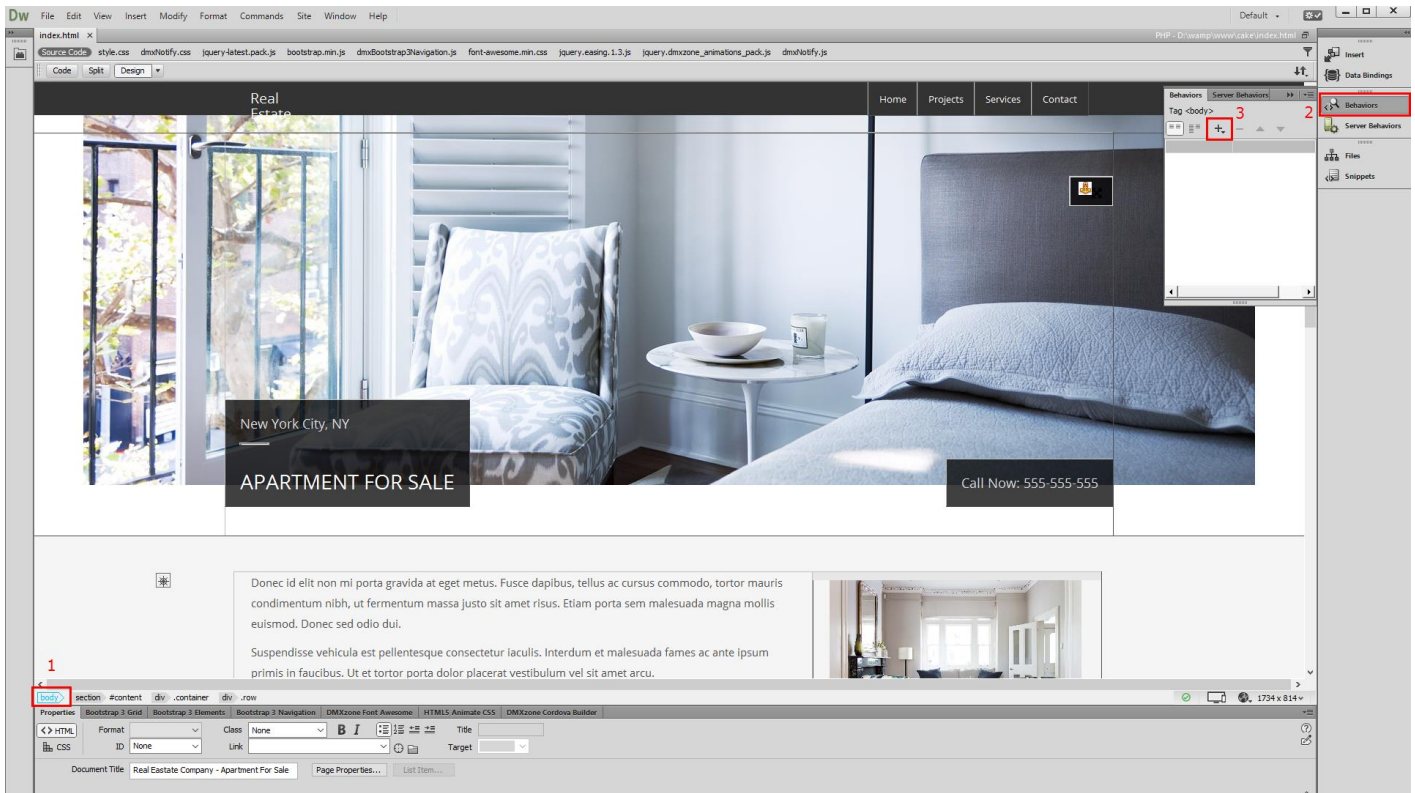 Dw File Edit View Insert Modify Format Commands Site Window Help Default
index.html × PHP - D:\wamp\www\cake\index.html
Source Code style.css dmxNotify.css jquery-latest.pack.js bootstrap.min.js dmxBootstrap3Navigation.js font-awesome.min.css jquery.easing.1.3.js jquery.dmxzone_animations_pack.js dmxNotify.js
Code Split Design
Real
Estate
Home Projects Services Contact
Behaviors Server Behaviors
Tag <body>
3
2
Insert
Data Bindings
Behaviors
Server Behaviors
Files
Snippets
New York City, NY
APARTMENT FOR SALE
Call Now: 555-555-555
Donec id elit non mi porta gravida at eget metus. Fusce dapibus, tellus ac cursus commodo, tortor mauris
condimentum nibh, ut fermentum massa justo sit amet risus. Etiam porta sem malesuada magna mollis
euismod. Donec sed odio dui.
Suspendisse vehicula est pellentesque consectetur iaculis. Interdum et malesuada fames ac ante ipsum
primis in faucibus. Ut et tortor porta dolor placerat vestibulum vel sit amet arcu.
1
body section #content div .container div .row 1734 x 814
Properties Bootstrap 3 Grid Bootstrap 3 Elements Bootstrap 3 Navigation DMXzone Font Awesome HTML5 Animate CSS DMXzone Cordova Builder
<> HTML Format Class None B I Title
CSS ID None Link Target
Document Title Real Eastate Company - Apartment For Sale Page Properties... List Item...